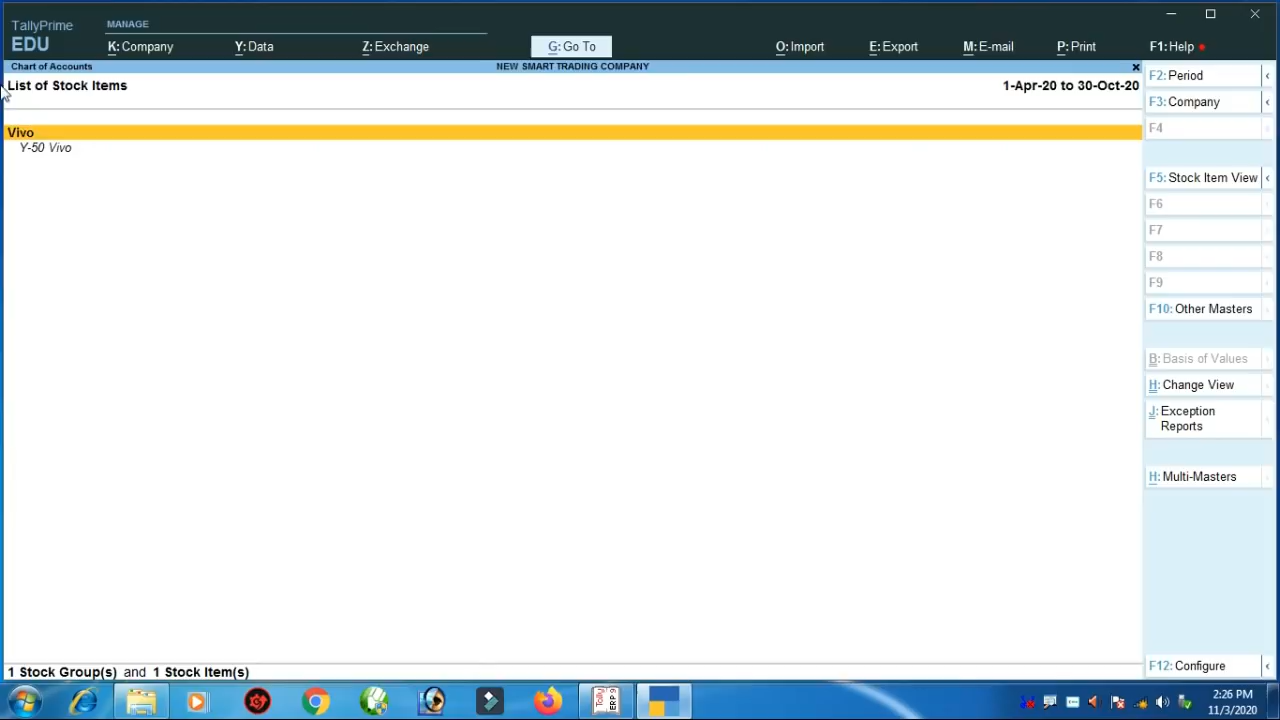 TallyPrime
MANAGE
EDU
K: Company
Y: Data
Z: Exchange
G: Go To
O: Import
E: Export
M: E-mail
P: Print
F1: Help
Chart of Accounts
NEW SMART TRADING COMPANY
List of Stock Items
1-Apr-20 to 30-Oct-20
Vivo
Y-50 Vivo
F2: Period
F3: Company
F4
F5: Stock Item View
F6
F7
F8
F9
F10: Other Masters
B: Basis of Values
H: Change View
J: Exception
Reports
H: Multi-Masters
F12: Configure
1 Stock Group(s) and 1 Stock Item(s)
Tally
ERP 9
2:26 PM
11/3/2020